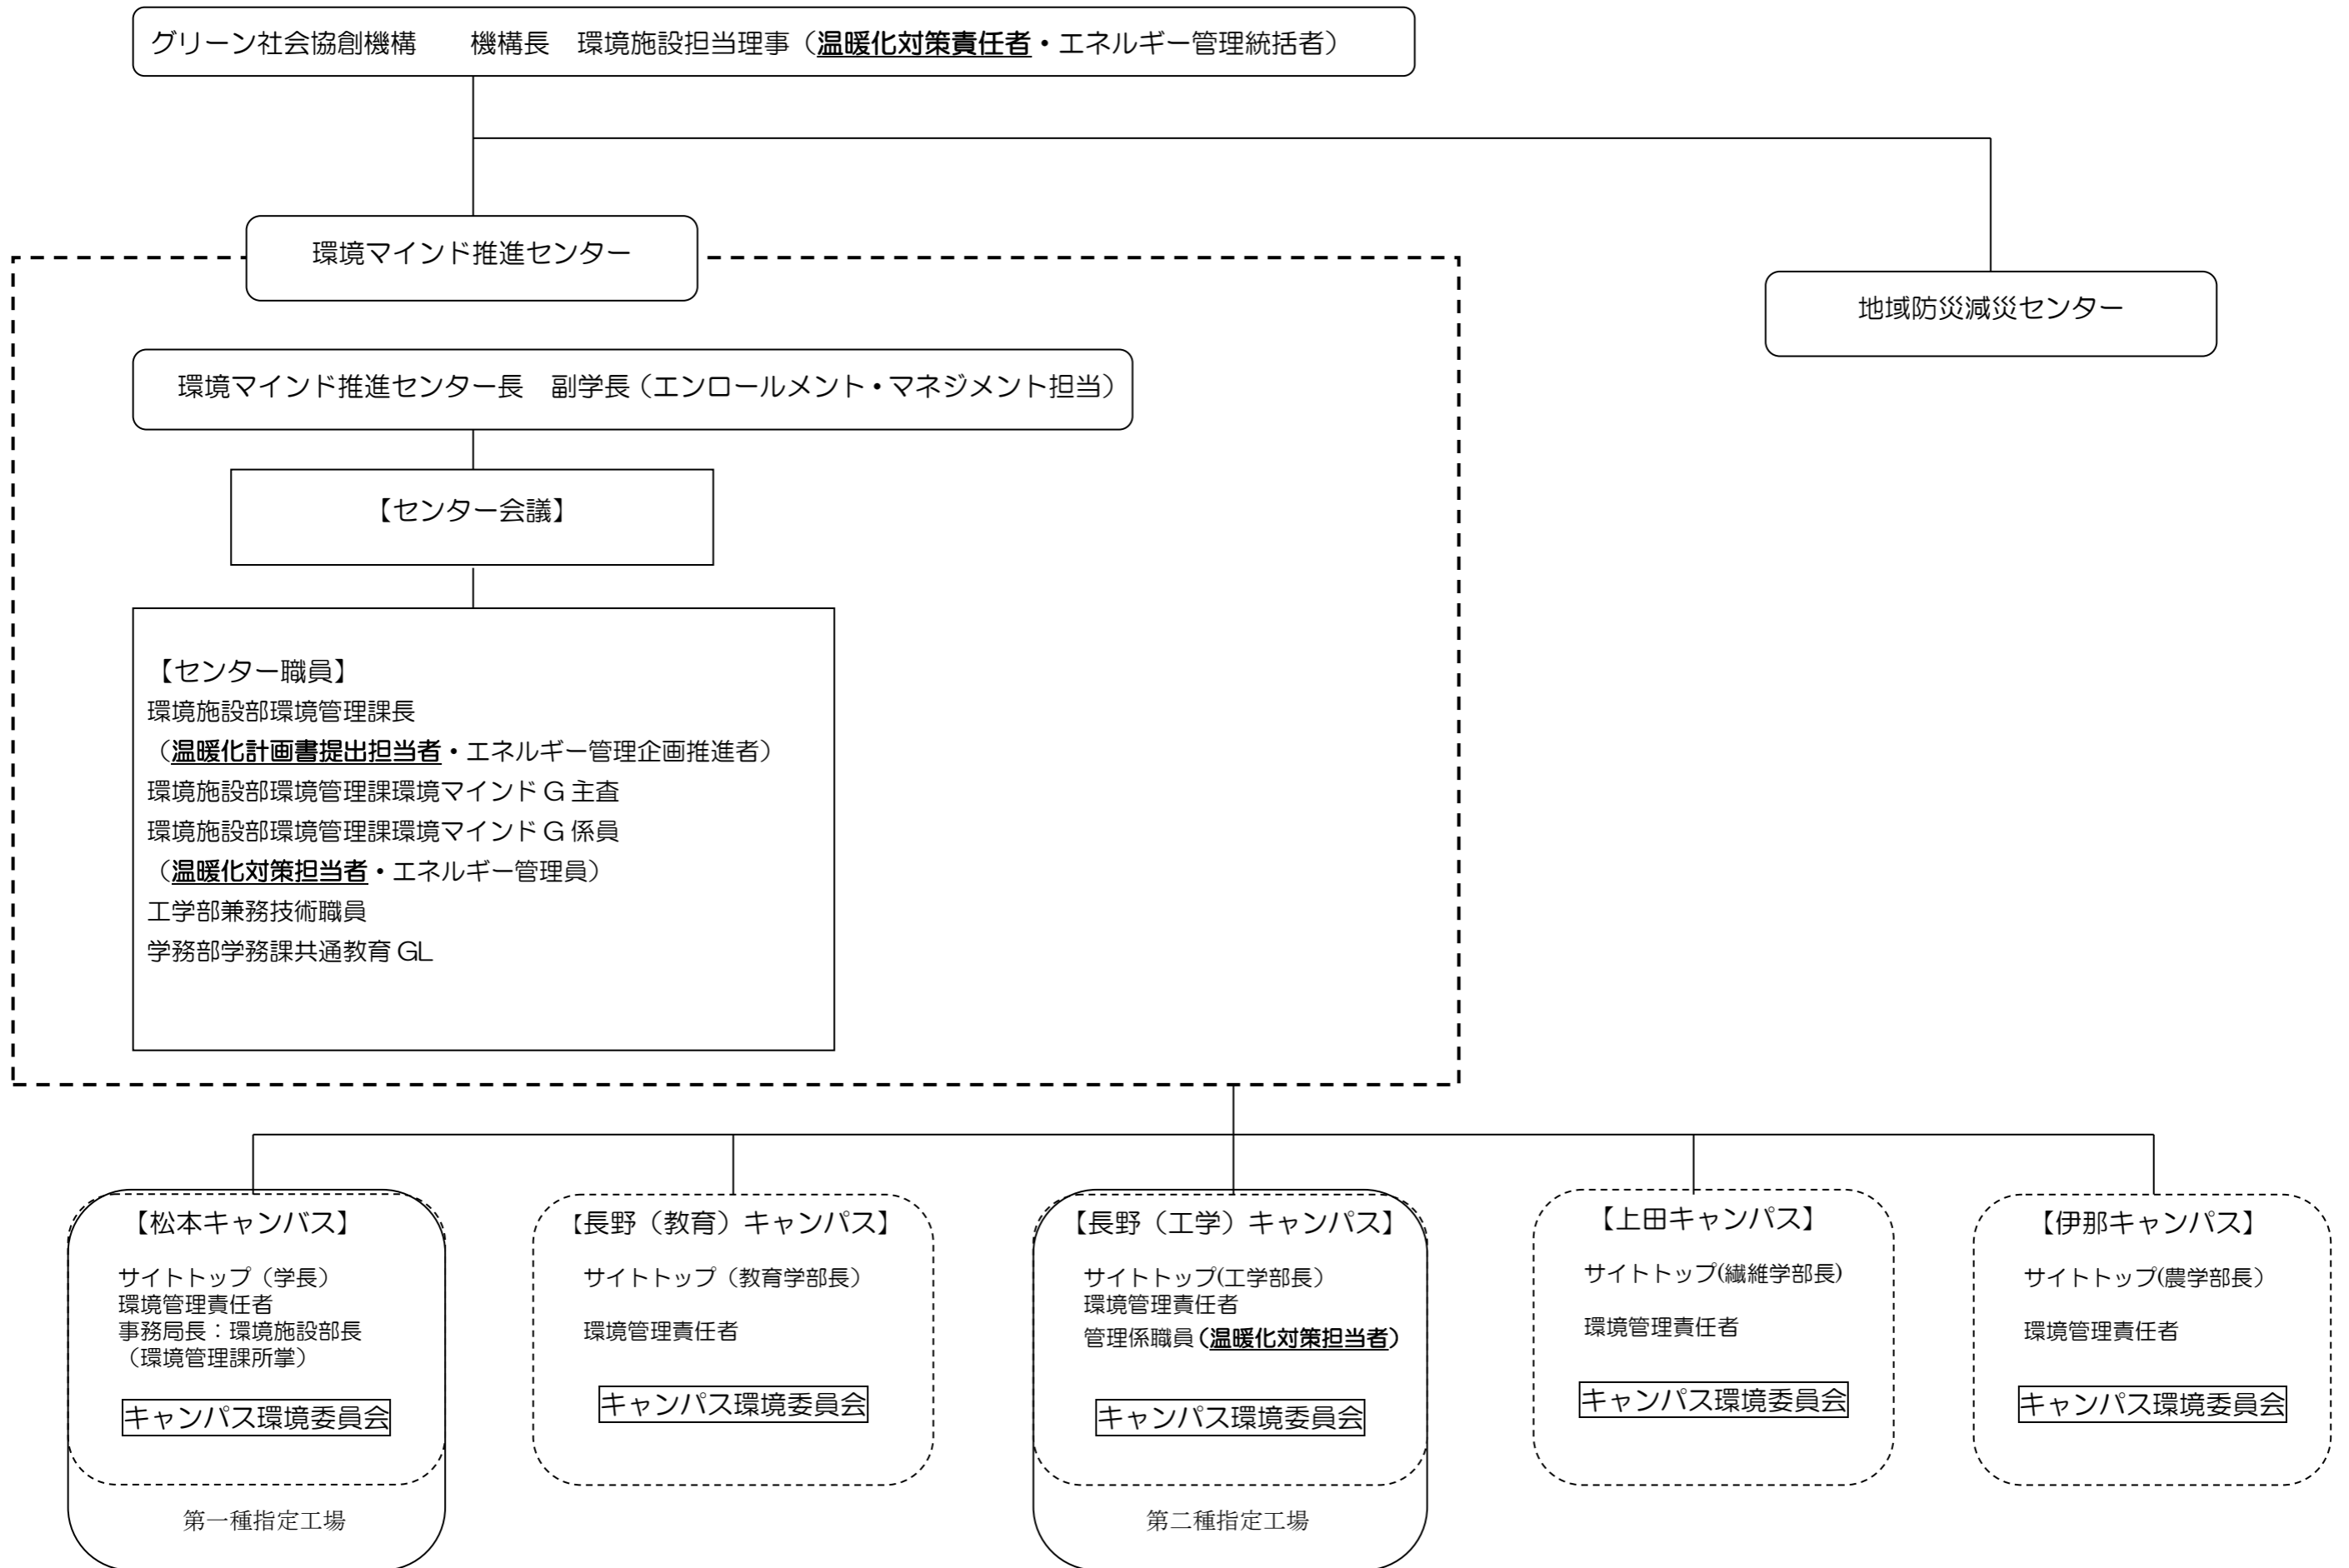 グリーン社会協創機構　　機構長　環境施設担当理事（温暖化対策責任者・エネルギー管理統括者）
環境マインド推進センター
地域防災減災センター
環境マインド推進センター長　副学長（エンロールメント・マネジメント担当）
【センター会議】
【センター職員】
環境施設部環境管理課長
（温暖化計画書提出担当者・エネルギー管理企画推進者）
環境施設部環境管理課環境マインドG主査
環境施設部環境管理課環境マインドG係員
（温暖化対策担当者・エネルギー管理員）
工学部兼務技術職員
学務部学務課共通教育GL
【松本キャンバス】
サイトトップ（学長）
環境管理責任者
事務局長：環境施設部長
（環境管理課所掌）
キャンパス環境委員会
第一種指定工場
【長野（教育）キャンパス】
サイトトップ（教育学部長）
環境管理責任者
キャンパス環境委員会
【長野（工学）キャンパス】
サイトトップ(工学部長）
環境管理責任者
管理係職員(温暖化対策担当者)
キャンパス環境委員会
第二種指定工場
【上田キャンパス】
サイトトップ(繊維学部長)
環境管理責任者
キャンパス環境委員会
【伊那キャンパス】
サイトトップ(農学部長）
環境管理責任者
キャンパス環境委員会